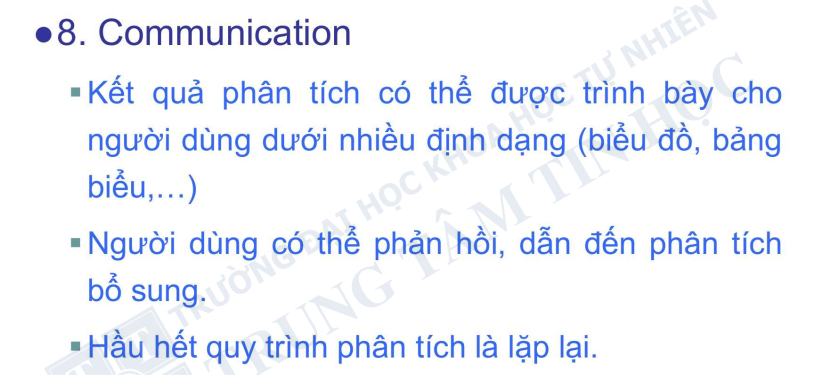 ●8. Communication
▪Kết quả phân tích có thể được trình bày cho
người dùng dưới nhiều định dạng (biểu đồ, bảng
biểu,…)
▪Người dùng có thể phản hồi, dẫn đến phân tích
bổ sung.
▪Hầu hết quy trình phân tích là lặp lại.
TRƯỜNG ĐẠI HỌC KHOA HỌC TỰ NHIÊN
TRUNG TÂM TIN HỌC